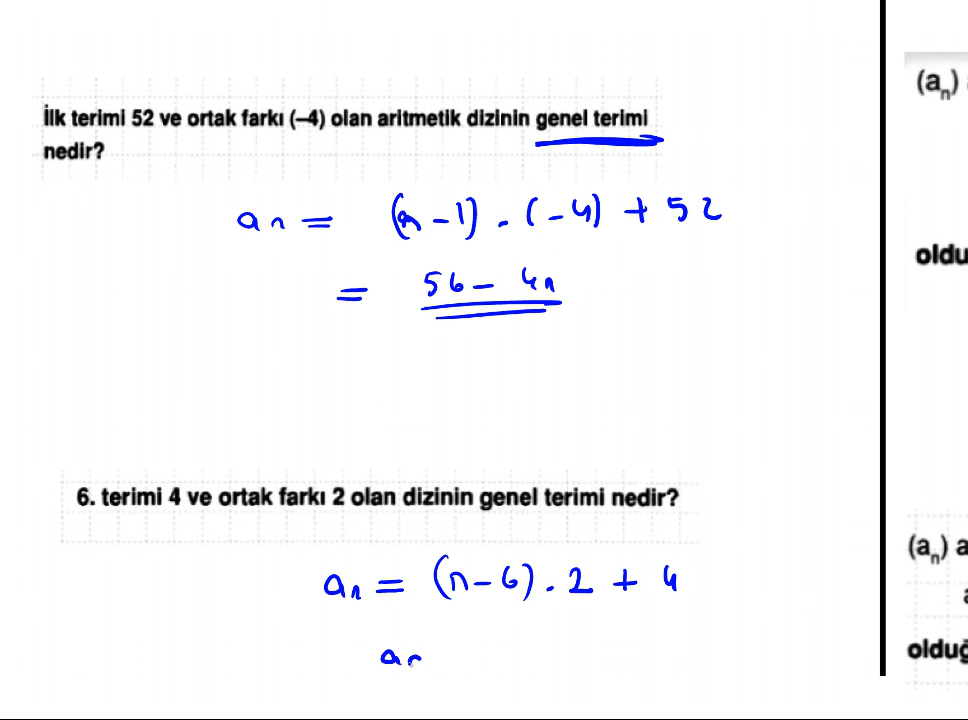 İlk terimi 52 ve ortak farkı (–4) olan aritmetik dizinin genel terimi
nedir?
an = (n-1) . (-4) + 52
= 56 - 4n
6. terimi 4 ve ortak farkı 2 olan dizinin genel terimi nedir?
an = (n-6) . 2 + 4
an
(an)
oldu
(an) a
a
olduğ